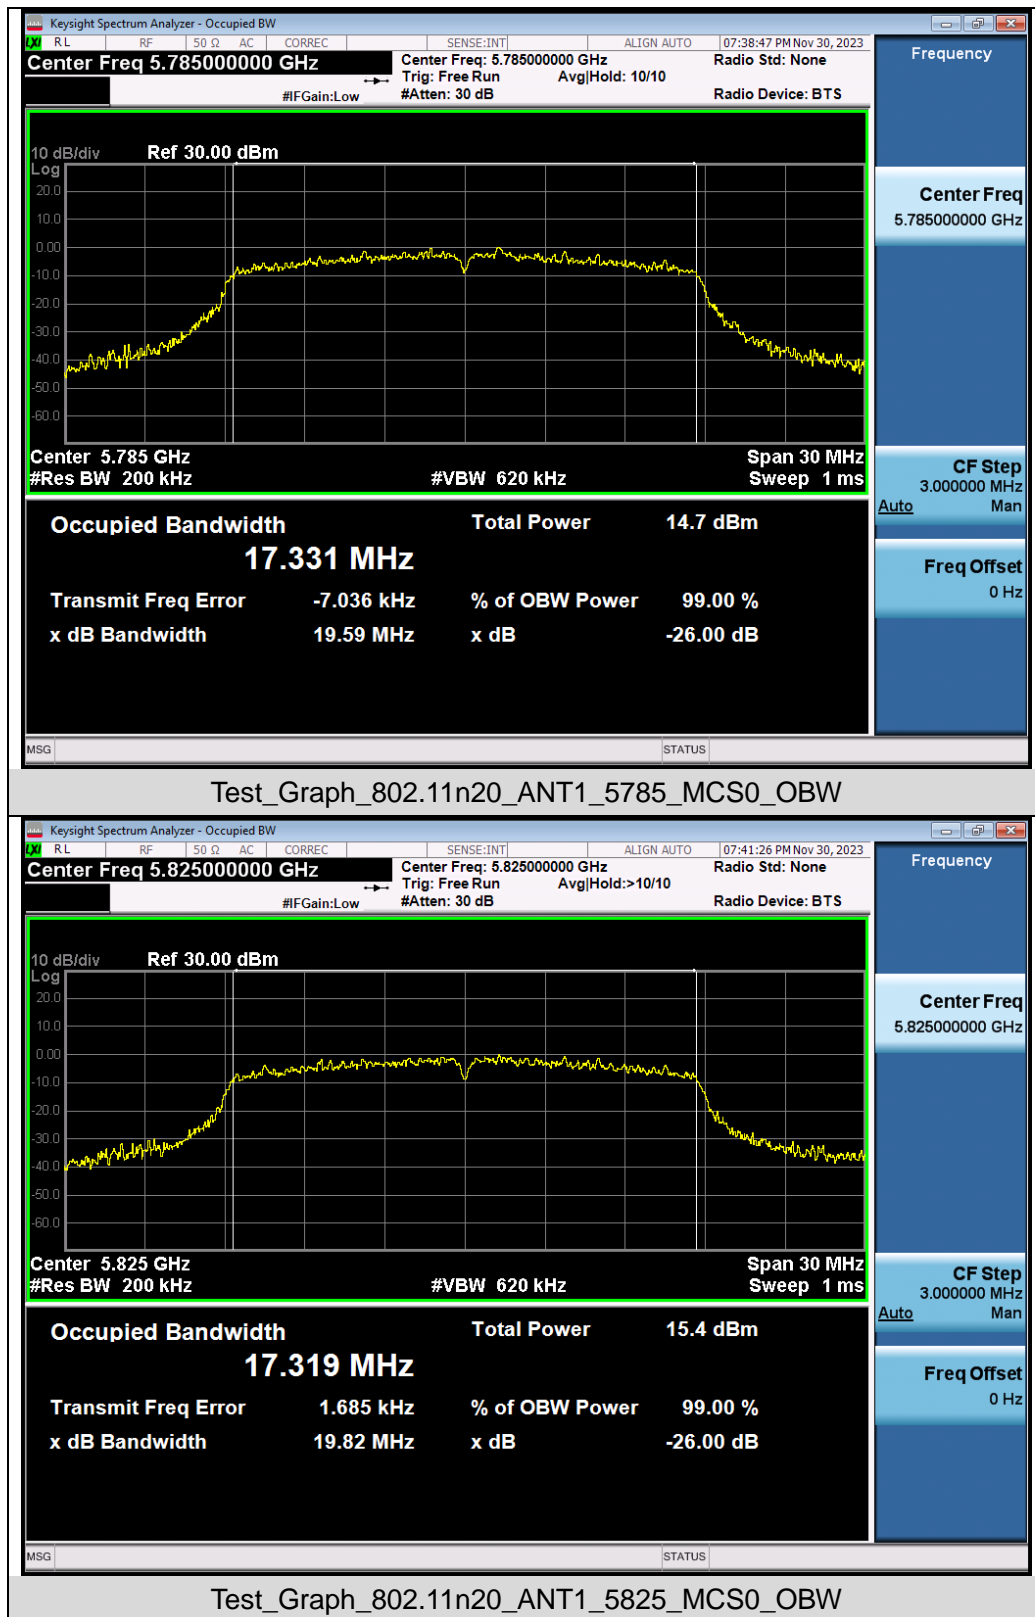 Keysight Spectrum Analyzer - Occupied BW
LXI RL RF 50 Ω AC CORREC SENSE:INT ALIGN AUTO 07:38:47 PM Nov 30, 2023
Center Freq 5.785000000 GHz
Center Freq: 5.785000000 GHz
Radio Std: None
Trig: Free Run Avg|Hold: 10/10
#IFGain:Low
#Atten: 30 dB
Radio Device: BTS
10 dB/div Ref 30.00 dBm
Log
20.0
10.0
0.00
-10.0
-20.0
-30.0
-40.0
-50.0
-60.0
Center 5.785 GHz Span 30 MHz
#Res BW 200 kHz #VBW 620 kHz Sweep 1 ms
Occupied Bandwidth Total Power 14.7 dBm
17.331 MHz
Transmit Freq Error -7.036 kHz % of OBW Power 99.00 %
x dB Bandwidth 19.59 MHz x dB -26.00 dB
MSG STATUS
Frequency
Center Freq
5.785000000 GHz
CF Step
3.000000 MHz
Auto Man
Freq Offset
0 Hz
Test_Graph_802.11n20_ANT1_5785_MCS0_OBW
Keysight Spectrum Analyzer - Occupied BW
LXI RL RF 50 Ω AC CORREC SENSE:INT ALIGN AUTO 07:41:26 PM Nov 30, 2023
Center Freq 5.825000000 GHz
Center Freq: 5.825000000 GHz
Radio Std: None
Trig: Free Run Avg|Hold:>10/10
#IFGain:Low
#Atten: 30 dB
Radio Device: BTS
10 dB/div Ref 30.00 dBm
Log
20.0
10.0
0.00
-10.0
-20.0
-30.0
-40.0
-50.0
-60.0
Center 5.825 GHz Span 30 MHz
#Res BW 200 kHz #VBW 620 kHz Sweep 1 ms
Occupied Bandwidth Total Power 15.4 dBm
17.319 MHz
Transmit Freq Error 1.685 kHz % of OBW Power 99.00 %
x dB Bandwidth 19.82 MHz x dB -26.00 dB
MSG STATUS
Frequency
Center Freq
5.825000000 GHz
CF Step
3.000000 MHz
Auto Man
Freq Offset
0 Hz
Test_Graph_802.11n20_ANT1_5825_MCS0_OBW